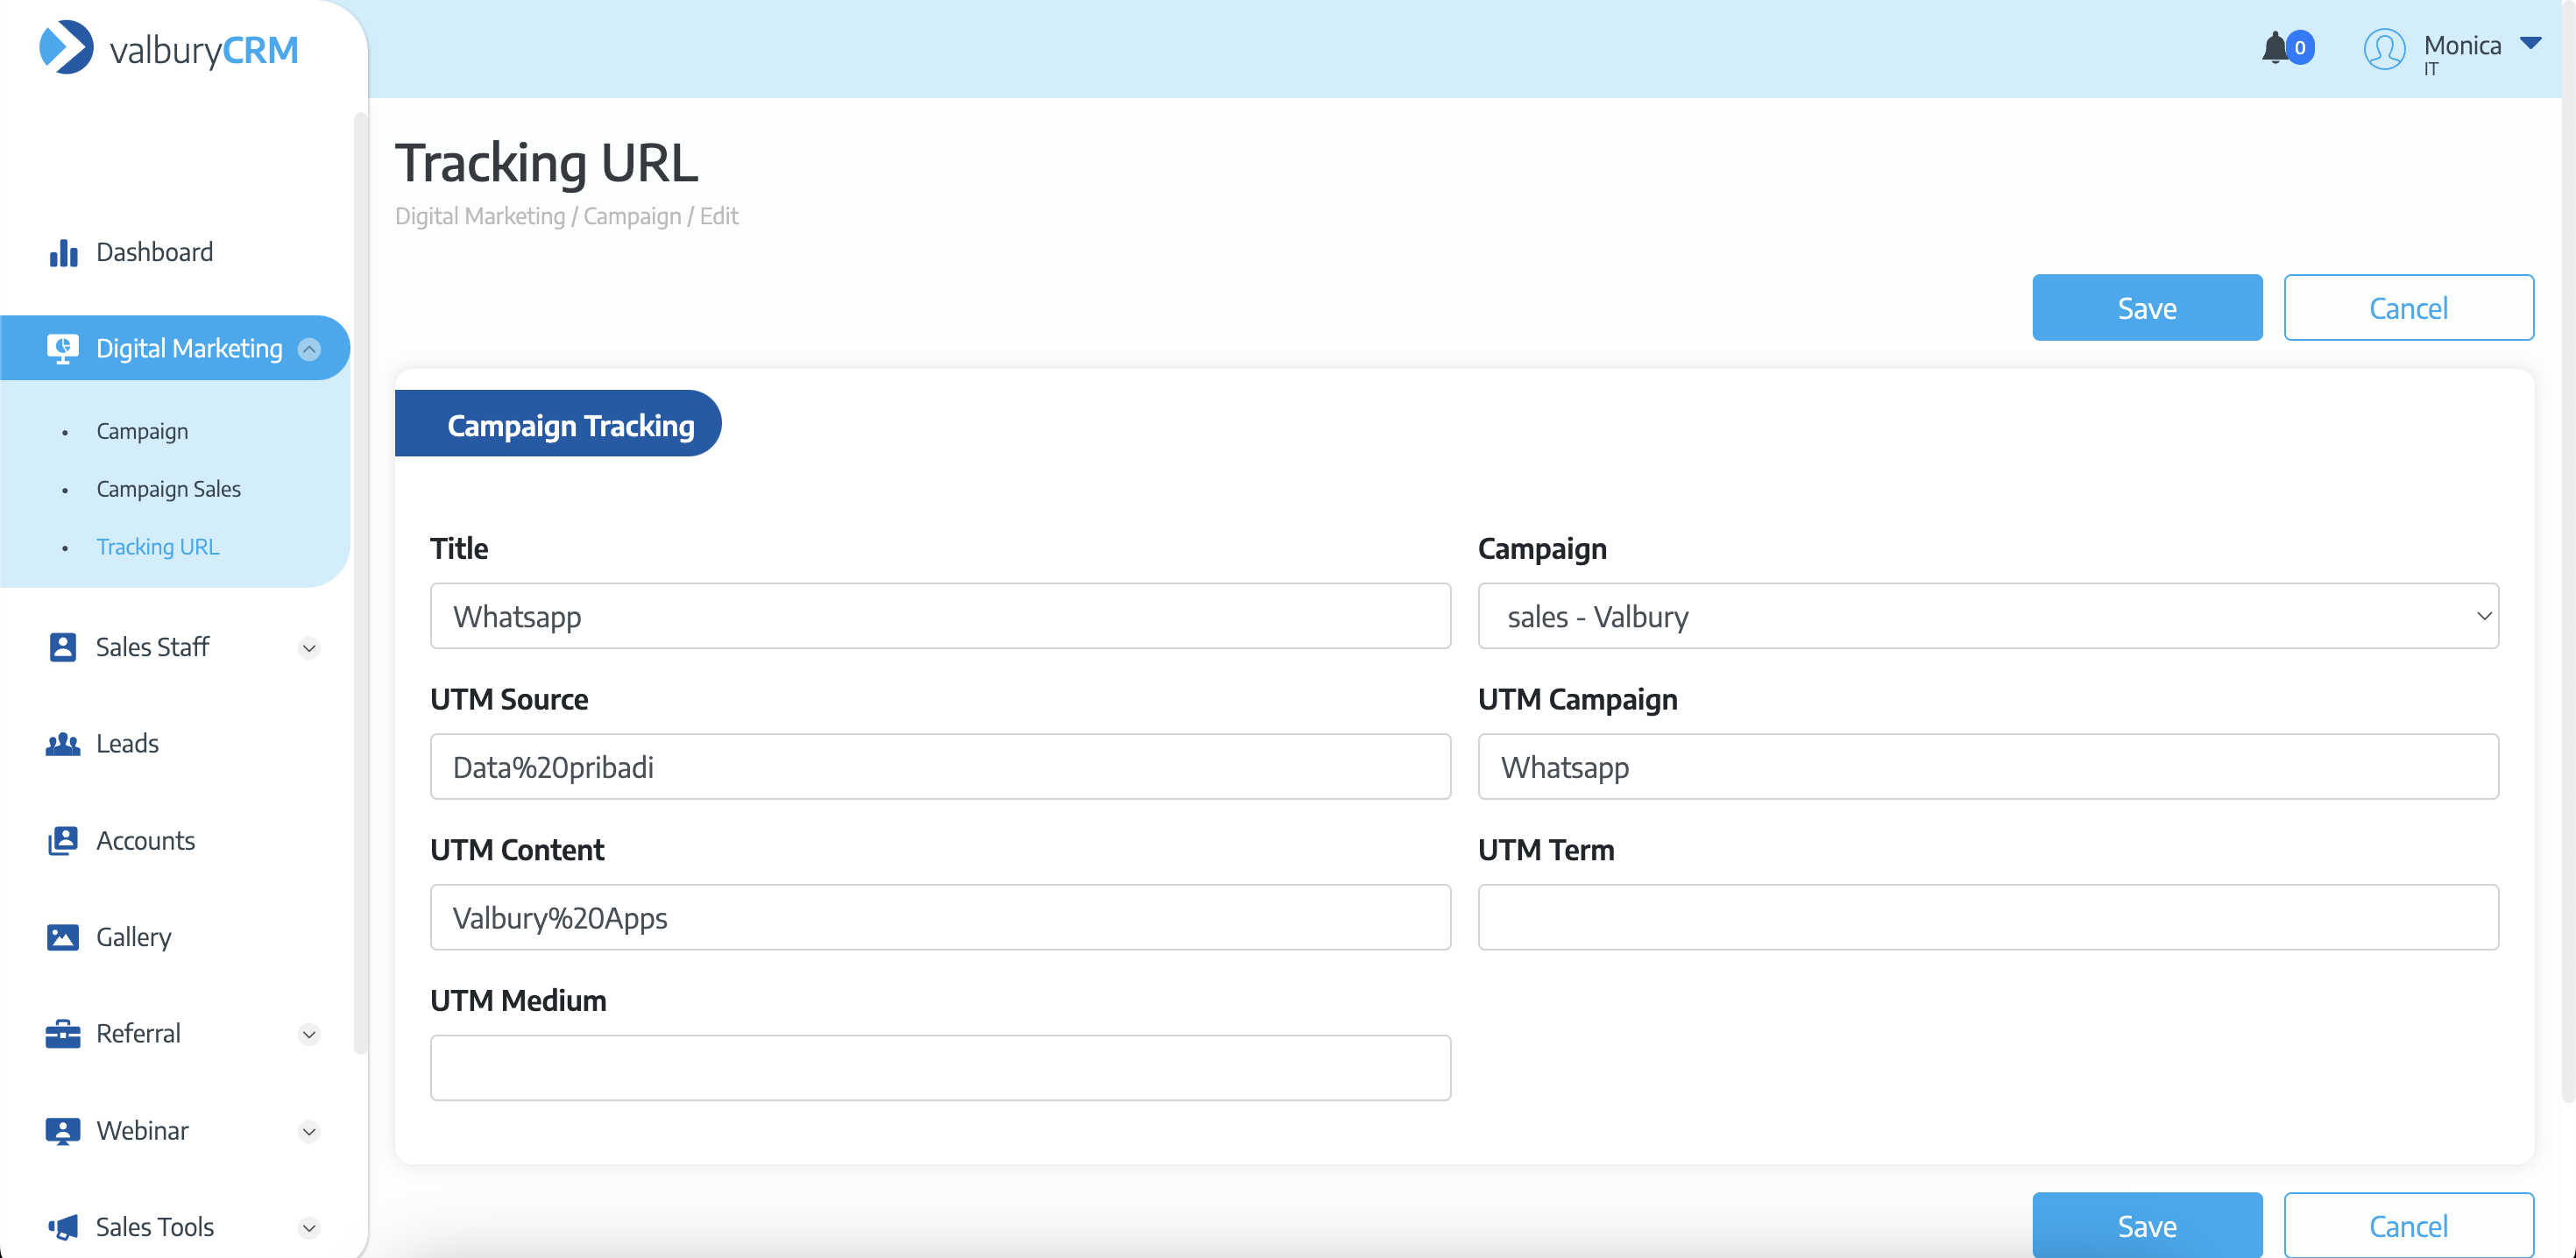 valburyCRM
0
Monica
IT
Tracking URL
Digital Marketing / Campaign / Edit
Dashboard
Digital Marketing
Campaign
Campaign Sales
Tracking URL
Sales Staff
Leads
Accounts
Gallery
Referral
Webinar
Sales Tools
Save
Cancel
Campaign Tracking
Title
Campaign
Whatsapp
sales - Valbury
UTM Source
UTM Campaign
Data%20pribadi
Whatsapp
UTM Content
UTM Term
Valbury%20Apps
UTM Medium
Save
Cancel